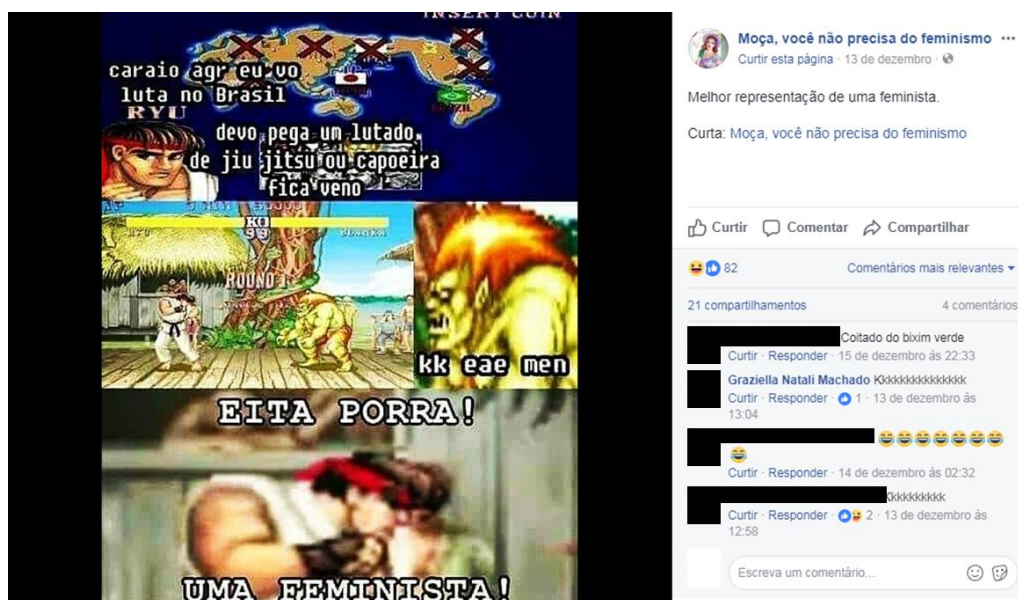 INSERT COIN
caraio agr eu vo
luta no Brasil
RYU
devo pega um lutado
de jiu jitsu ou capoeira
fica veno
KO
RYU
BLANKA
ROUND 1
kk eae men
EITA PORRA!
UMA FEMINISTA!
Moça, você não precisa do feminismo
Curtir esta página · 13 de dezembro ·
Melhor representação de uma feminista.
Curta: Moça, você não precisa do feminismo
Curtir Comentar Compartilhar
82 Comentários mais relevantes
21 compartilhamentos 4 comentários
Coitado do bixim verde
Curtir · Responder · 15 de dezembro às 22:33
Graziella Natali Machado Kkkkkkkkkkkkkk
Curtir · Responder · 1 · 13 de dezembro às
13:04
😂😂😂😂😂😂😂
😂
Curtir · Responder · 14 de dezembro às 02:32
Kkkkkkkkkk
Curtir · Responder · 2 · 13 de dezembro às
12:58
Escreva um comentário...